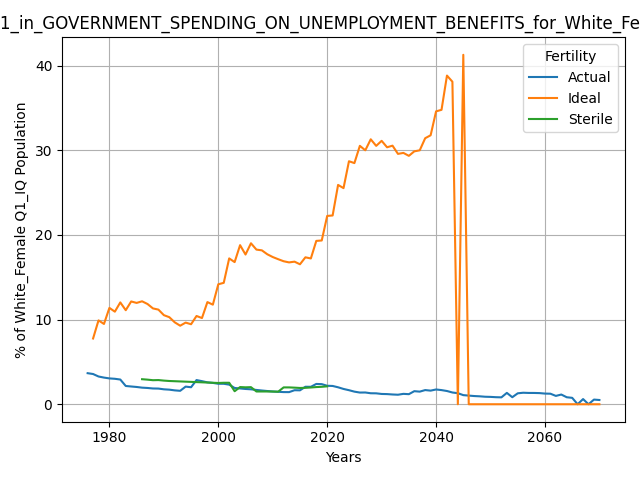 1_in_GOVERNMENT_SPENDING_ON_UNEMPLOYMENT_BENEFITS_for_White_Fe
Fertility
Actual
Ideal
Sterile
% of White_Female Q1_IQ Population
40
30
20
10
0
1980 2000 2020 2040 2060
Years